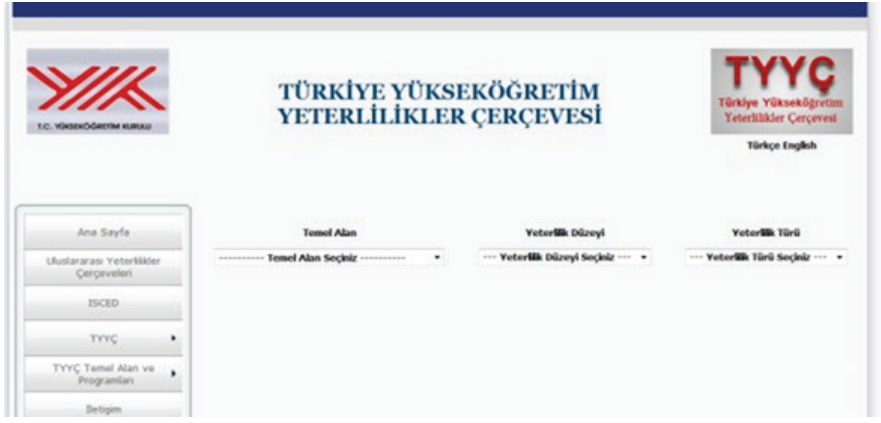 TÜRKİYE YÜKSEKÖĞRETİM
YETERLİLİKLER ÇERÇEVESİ
T.C. YÜKSEKÖĞRETİM KURULU
TYYÇ
Türkiye Yükseköğretim
Yeterlilikler Çerçevesi
Türkçe English
Ana Sayfa
Uluslararası Yeterlilikler
Çerçeveleri
ISCED
TYYÇ
TYYÇ Temel Alan ve
Programları
İletişim
Temel Alan
---------- Temel Alan Seçiniz ----------
Yeterlilik Düzeyi
--- Yeterlilik Düzeyi Seçiniz ---
Yeterlilik Türü
--- Yeterlilik Türü Seçiniz ---